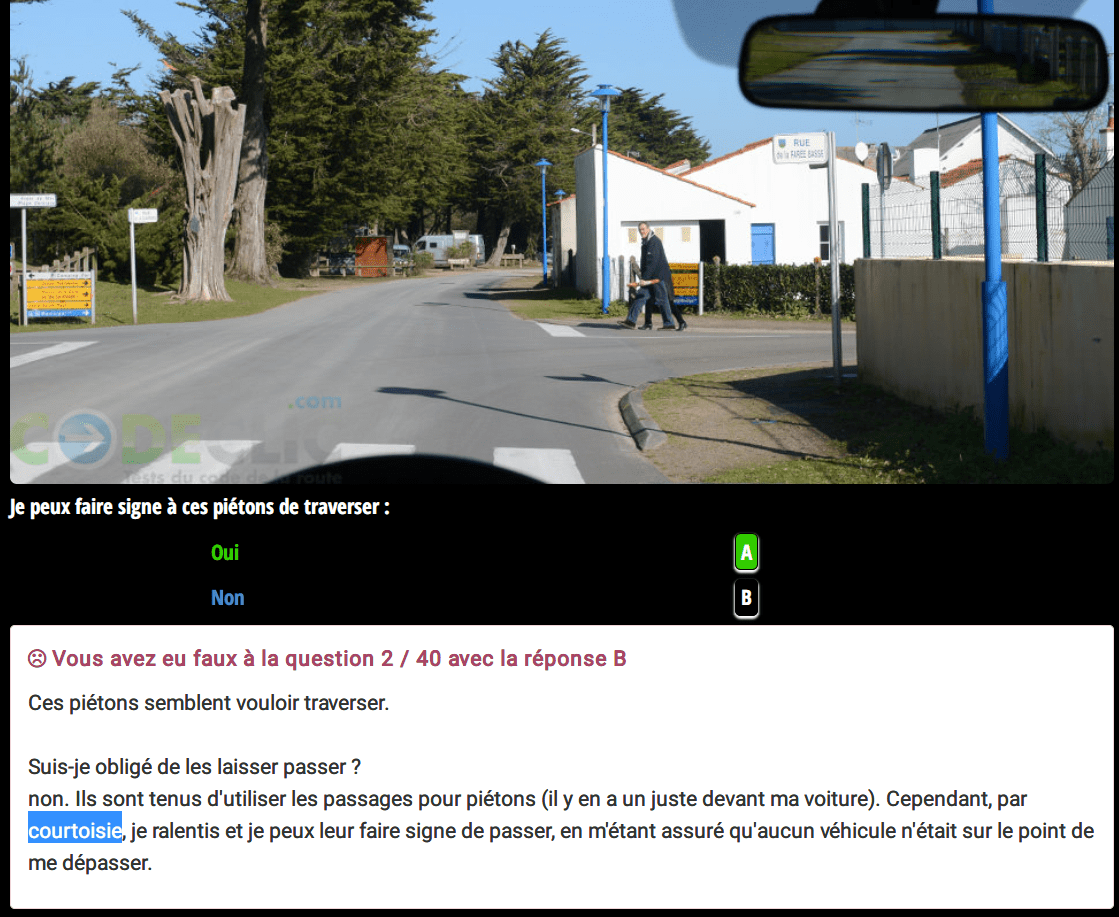 RUE
de la PARÉE BASSE
CODECLIC
.com
Tests du code de la route
Je peux faire signe à ces piétons de traverser :
Oui
A
Non
B
☹ Vous avez eu faux à la question 2 / 40 avec la réponse B
Ces piétons semblent vouloir traverser.
Suis-je obligé de les laisser passer ?
non. Ils sont tenus d'utiliser les passages pour piétons (il y en a un juste devant ma voiture). Cependant, par
courtoisie, je ralentis et je peux leur faire signe de passer, en m'étant assuré qu'aucun véhicule n'était sur le point de
me dépasser.